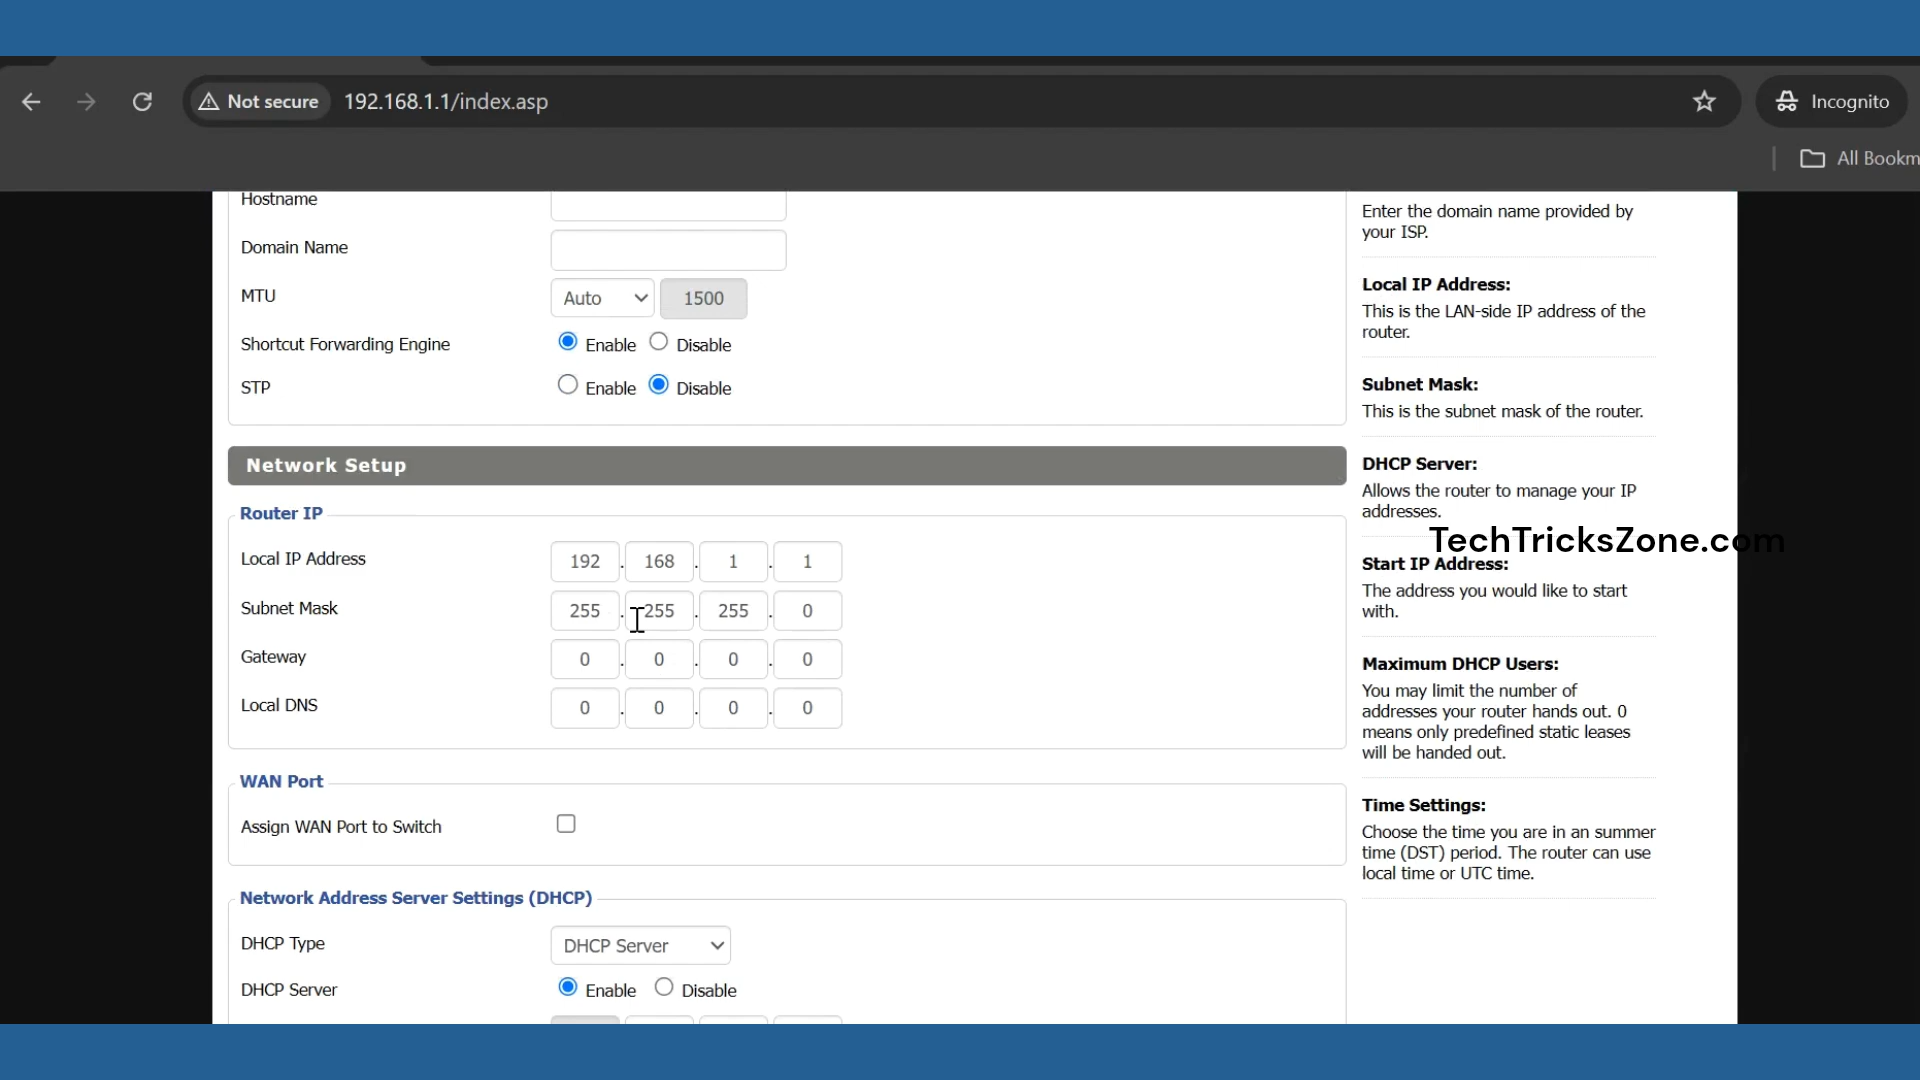 Not secure 192.168.1.1/index.asp Incognito
All Bookm
Hostname
Domain Name
MTU Auto 1500
Shortcut Forwarding Engine Enable Disable
STP Enable Disable
Network Setup
Router IP
Local IP Address 192 . 168 . 1 . 1
Subnet Mask 255 . 255 . 255 . 0
Gateway 0 . 0 . 0 . 0
Local DNS 0 . 0 . 0 . 0
WAN Port
Assign WAN Port to Switch
Network Address Server Settings (DHCP)
DHCP Type DHCP Server
DHCP Server Enable Disable
Enter the domain name provided by
your ISP.
Local IP Address:
This is the LAN-side IP address of the
router.
Subnet Mask:
This is the subnet mask of the router.
DHCP Server:
Allows the router to manage your IP
addresses.
TechTricksZone.com
Start IP Address:
The address you would like to start
with.
Maximum DHCP Users:
You may limit the number of
addresses your router hands out. 0
means only predefined static leases
will be handed out.
Time Settings:
Choose the time you are in an summer
time (DST) period. The router can use
local time or UTC time.